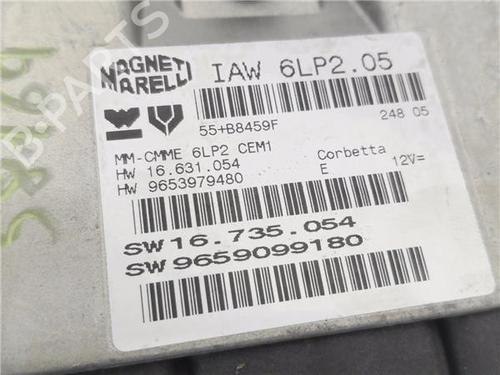 MAGNETI
MARELLI
IAW 6LP2.05
55+B8459F
248 05
MM-CMME 6LP2 CEM1
HW 16.631.054
Corbetta
12V=
HW 9653979480
E
SW 16.735.054
SW 9659099180
B-PARTS